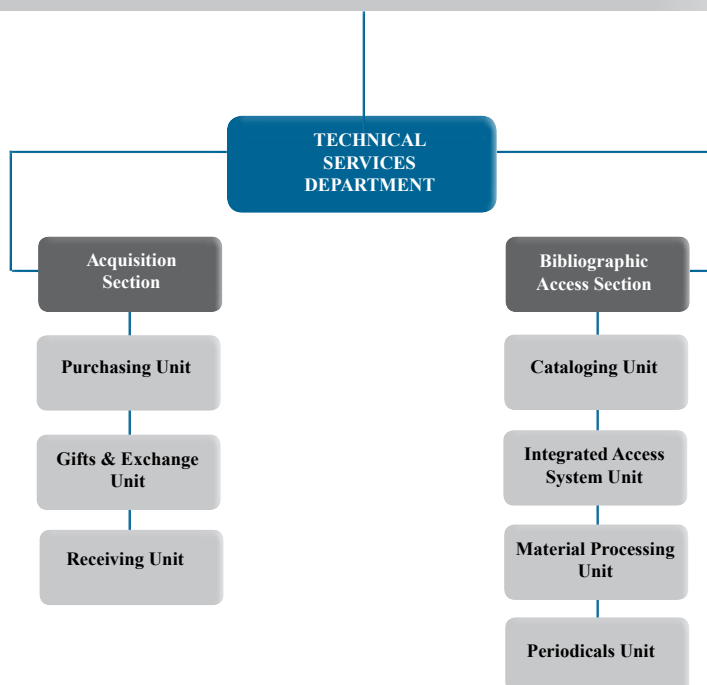 TECHNICAL
SERVICES
DEPARTMENT
Acquisition
Section
Purchasing Unit
Gifts & Exchange
Unit
Receiving Unit
Bibliographic
Access Section
Cataloging Unit
Integrated Access
System Unit
Material Processing
Unit
Periodicals Unit